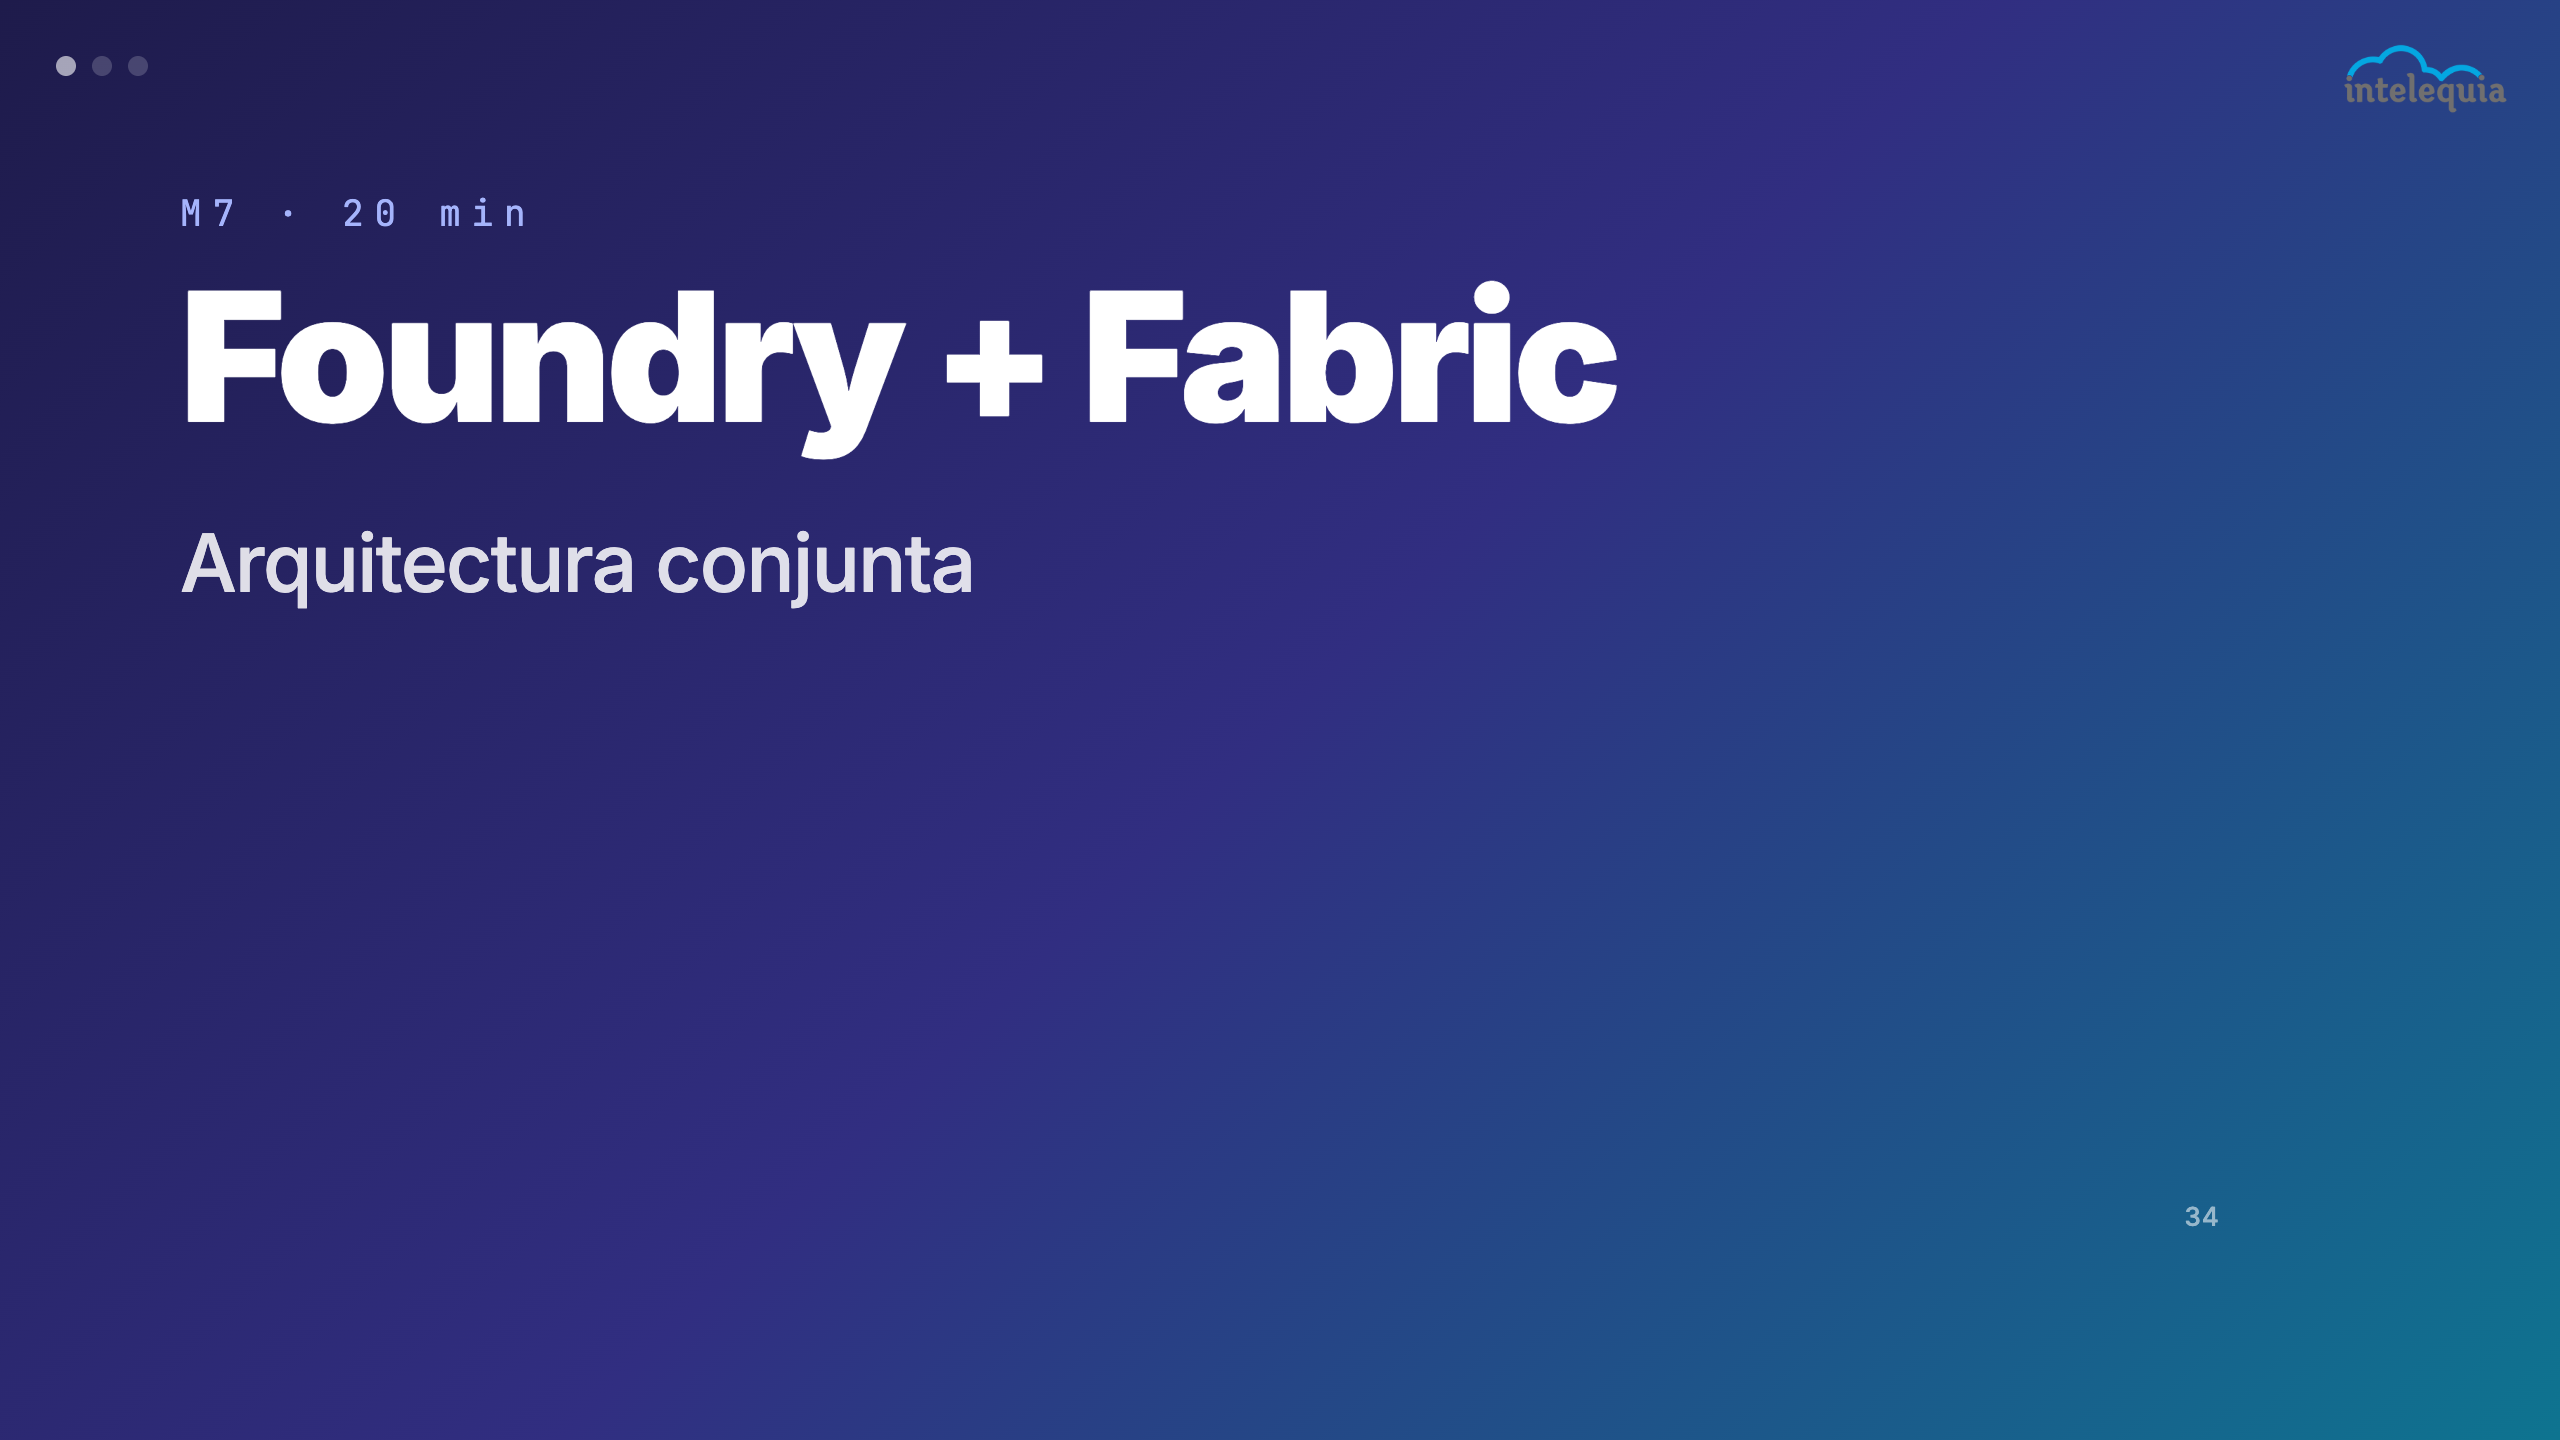 intelequia
M7 · 20 min
Foundry + Fabric
Arquitectura conjunta
34